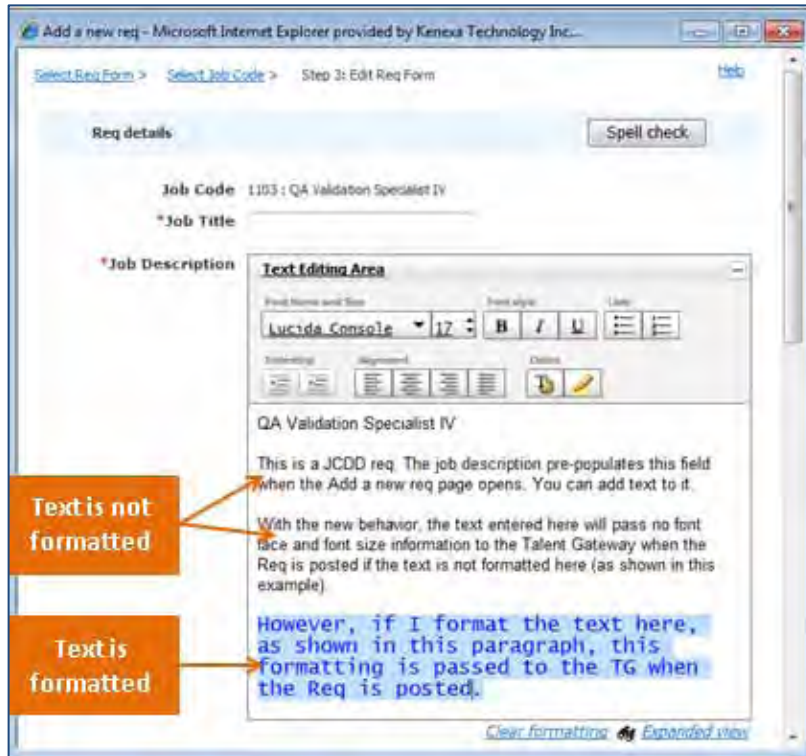 Add a new req - Microsoft Internet Explorer provided by Kenexa Technology Inc...
Select Req Form > Select Job Code > Step 3: Edit Req Form Help
Req details Spell check
Job Code 1103 : QA Validation Specialist IV
*Job Title
*Job Description Text Editing Area
Font Name and Size Font style Lists
Lucida Console 17 B I U
Indenting Alignment Colors
QA Validation Specialist IV
This is a JCDD req. The job description pre-populates this field
when the Add a new req page opens. You can add text to it.
Text is not
formatted
With the new behavior, the text entered here will pass no font
face and font size information to the Talent Gateway when the
Req is posted if the text is not formatted here (as shown in this
example).
However, if I format the text here,
as shown in this paragraph, this
formatting is passed to the TG when
the Req is posted.
Text is
formatted
Clear formatting Expanded view